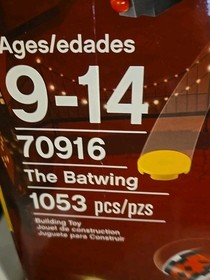 Ages/edades
9-14
70916
The Batwing
1053 pcs/pzs
Building Toy
Jouet de construction
Juguete para Construir